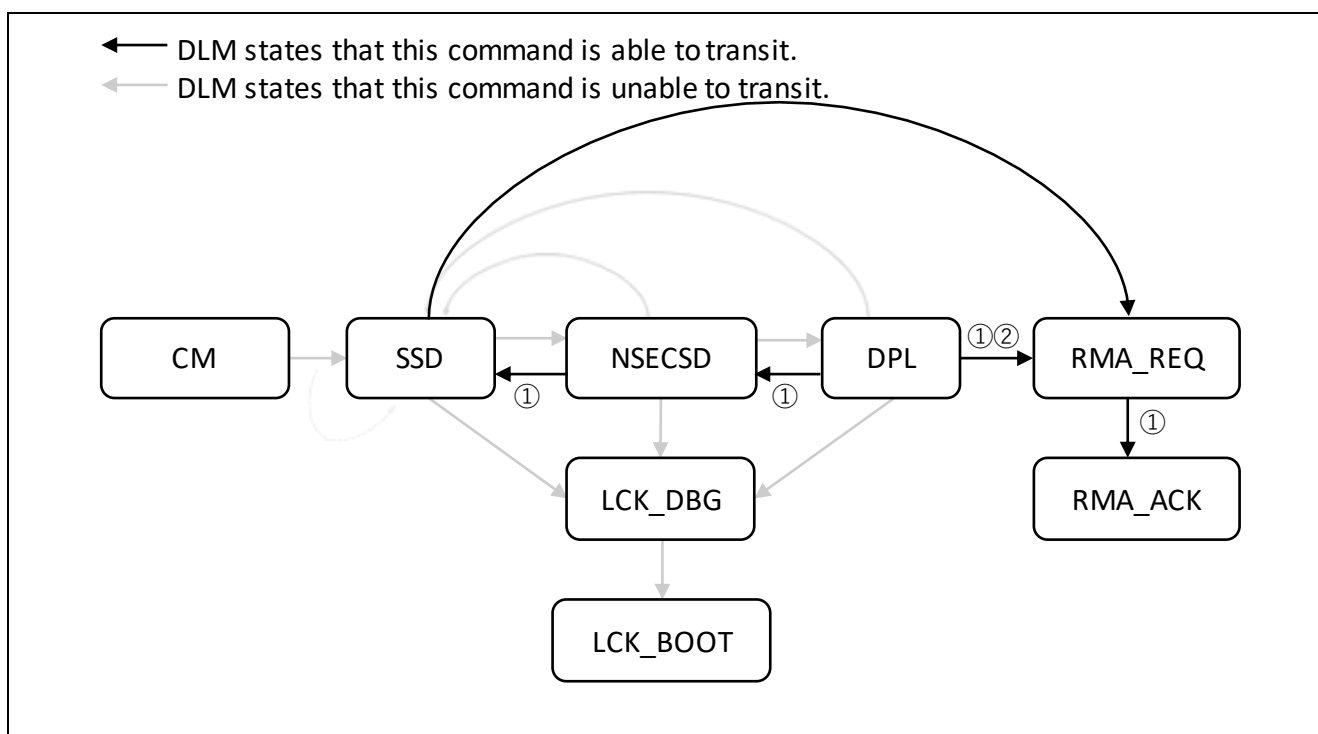 DLM states that this command is able to transit.
DLM states that this command is unable to transit.
CM
SSD
NSECSD
DPL
①②
RMA_REQ
①
①
①
LCK_DBG
RMA_ACK
LCK_BOOT